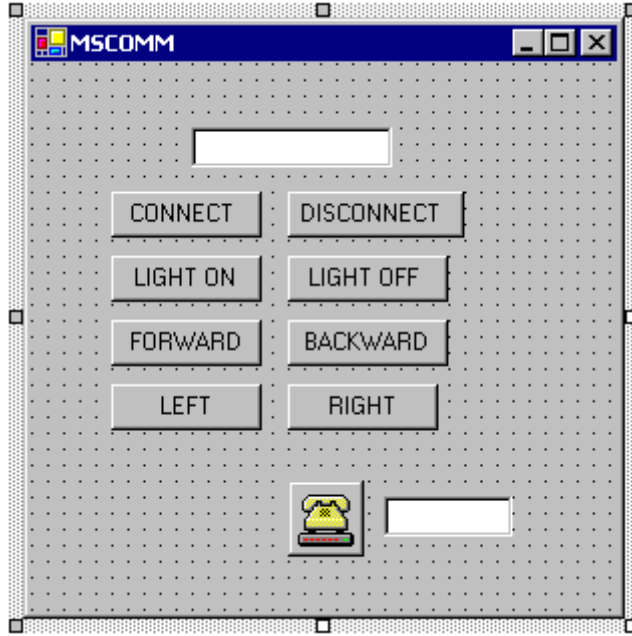 MSCOMM
CONNECT DISCONNECT
LIGHT ON LIGHT OFF
FORWARD BACKWARD
LEFT RIGHT